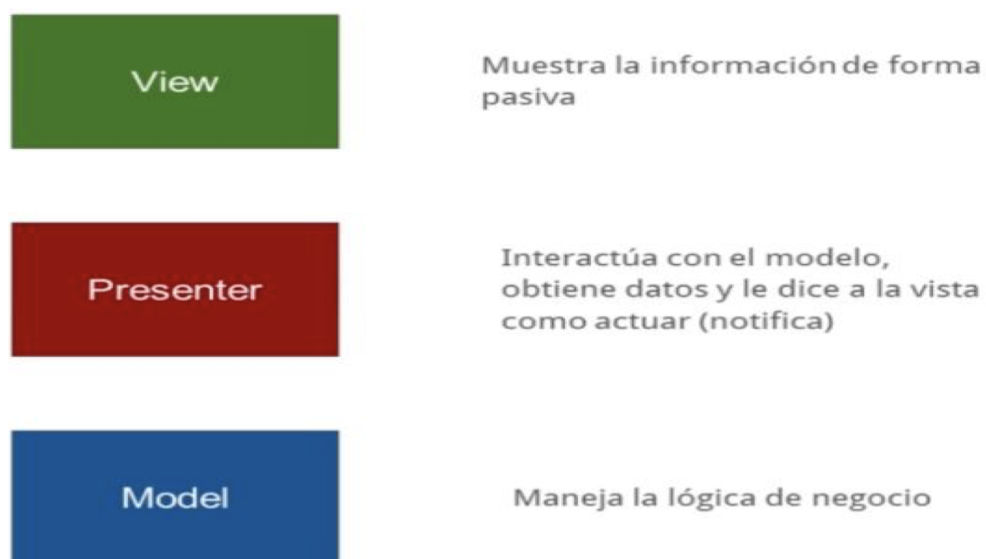 View
Muestra la información de forma
pasiva
Presenter
Interactúa con el modelo,
obtiene datos y le dice a la vista
como actuar (notifica)
Model
Maneja la lógica de negocio